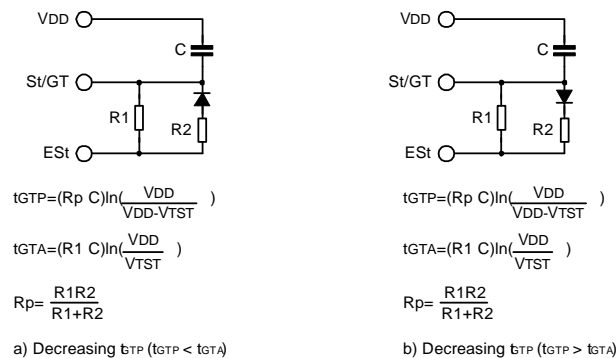 VDD
C
St/GT
R1
R2
ESt
tGTP=(Rp C)ln( VDD / VDD-VTST )
tGTA=(R1 C)ln( VDD / VTST )
Rp= R1R2 / R1+R2
a) Decreasing tGTP (tGTP < tGTA)
VDD
C
St/GT
R1
R2
ESt
tGTP=(Rp C)ln( VDD / VDD-VTST )
tGTA=(R1 C)ln( VDD / VTST )
Rp= R1R2 / R1+R2
b) Decreasing tGTP (tGTP > tGTA)